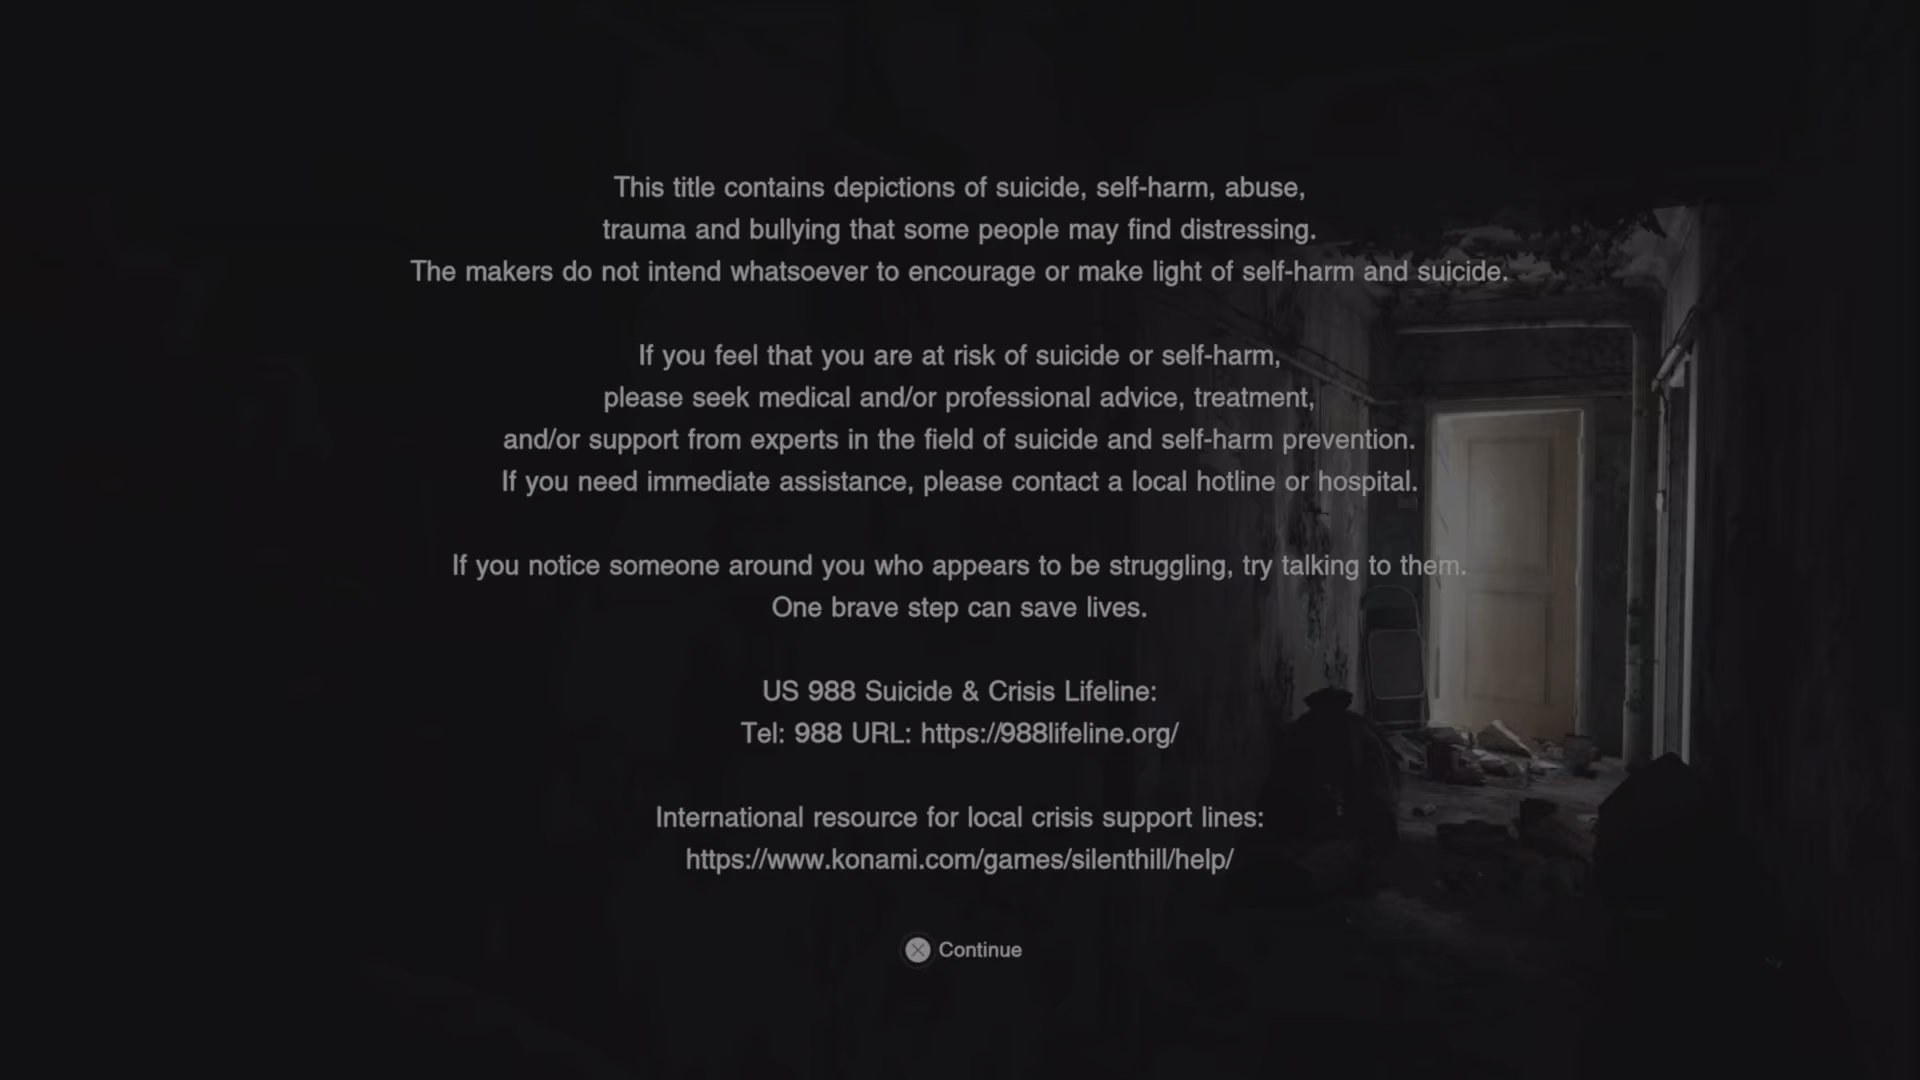 This title contains depictions of suicide, self-harm, abuse,
trauma and bullying that some people may find distressing.
The makers do not intend whatsoever to encourage or make light of self-harm and suicide.
If you feel that you are at risk of suicide or self-harm,
please seek medical and/or professional advice, treatment,
and/or support from experts in the field of suicide and self-harm prevention.
If you need immediate assistance, please contact a local hotline or hospital.
If you notice someone around you who appears to be struggling, try talking to them.
One brave step can save lives.
US 988 Suicide & Crisis Lifeline:
Tel: 988 URL: https://988lifeline.org/
International resource for local crisis support lines:
https://www.konami.com/games/silenthill/help/
Continue